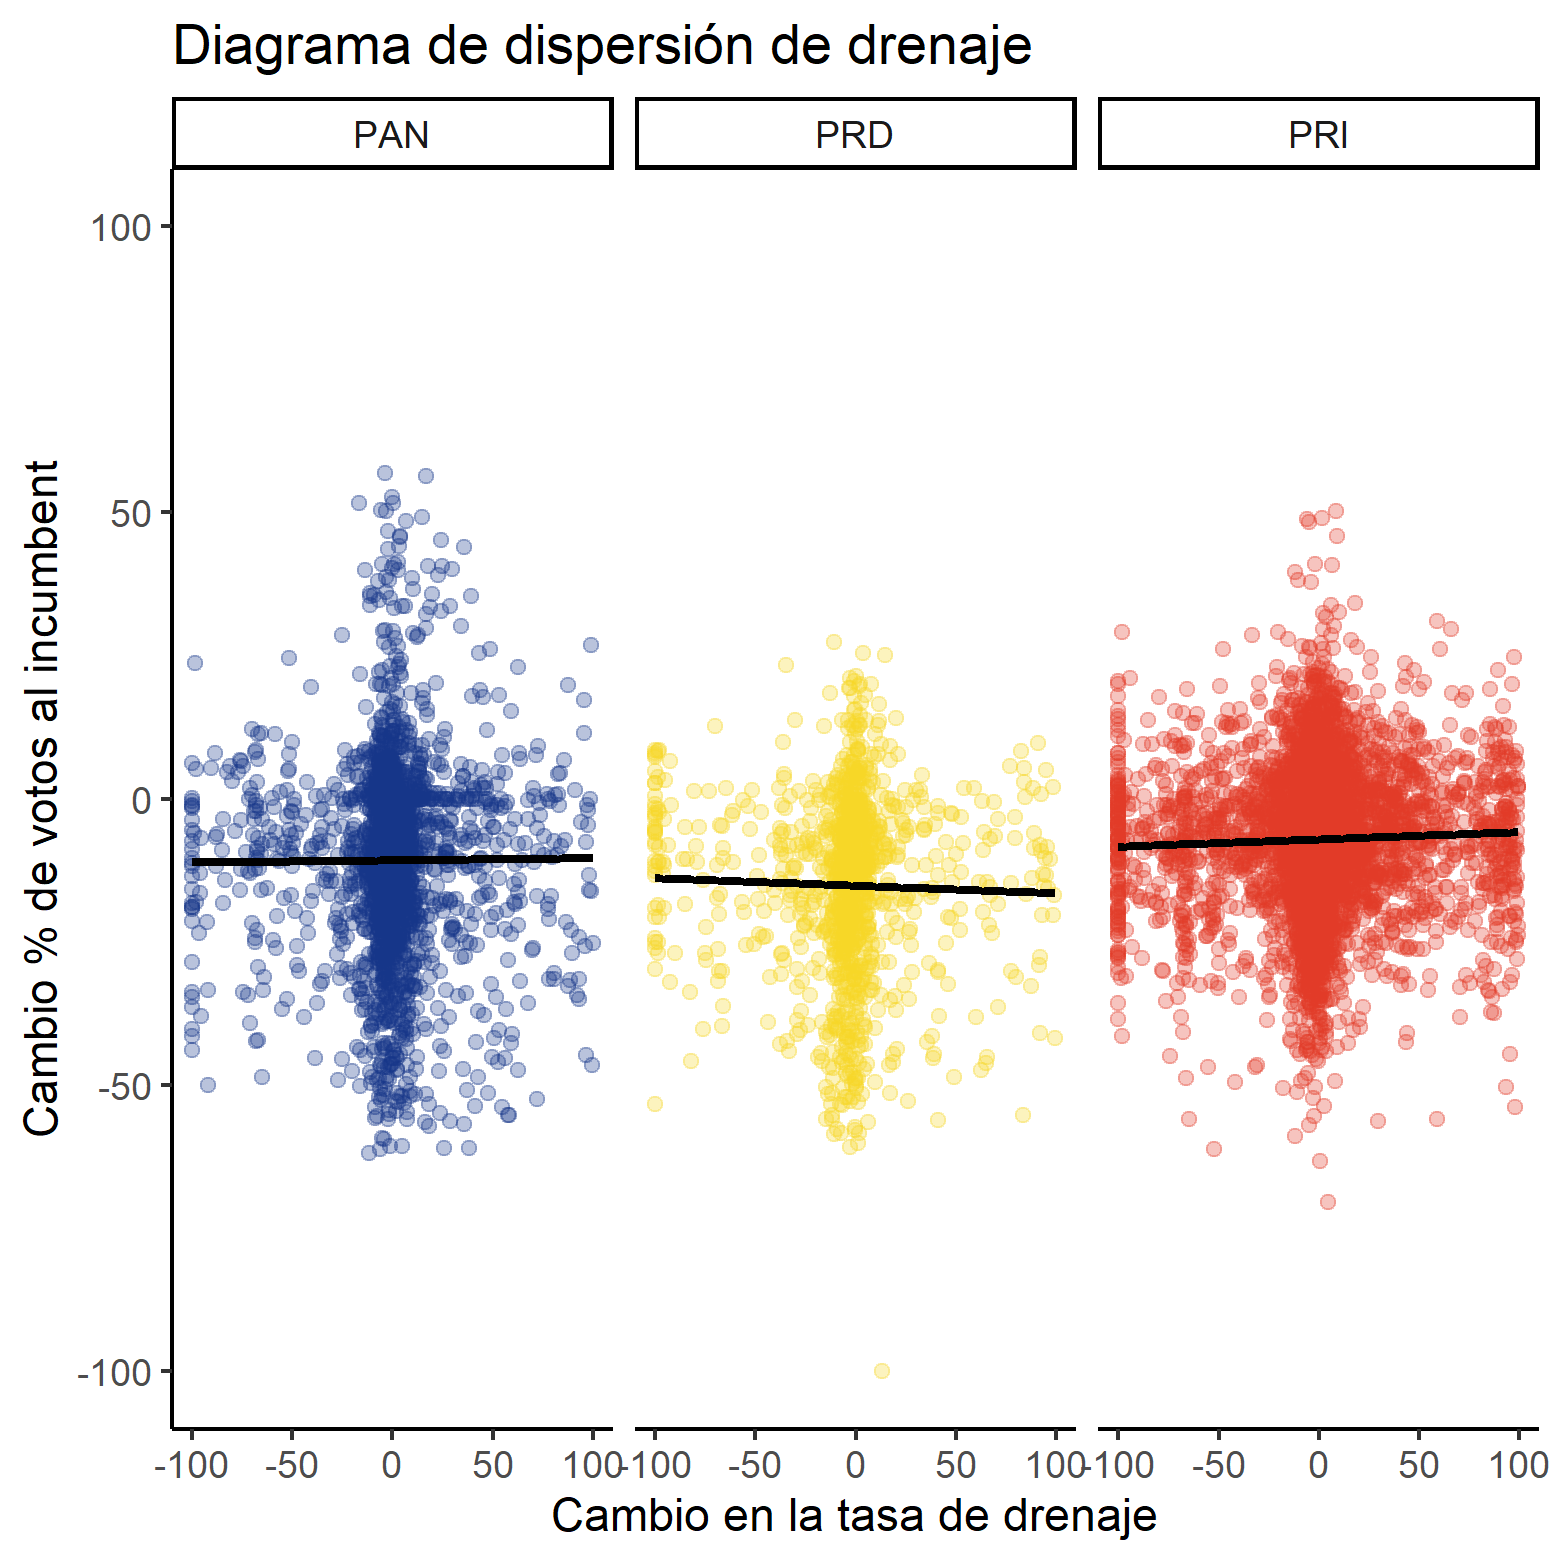 Diagrama de dispersión de drenaje
PAN PRD PRI
Cambio % de votos al incumbent
100
50
0
-50
-100
-100 -50 0 50 100 -100 -50 0 50 100 -100 -50 0 50 100
Cambio en la tasa de drenaje